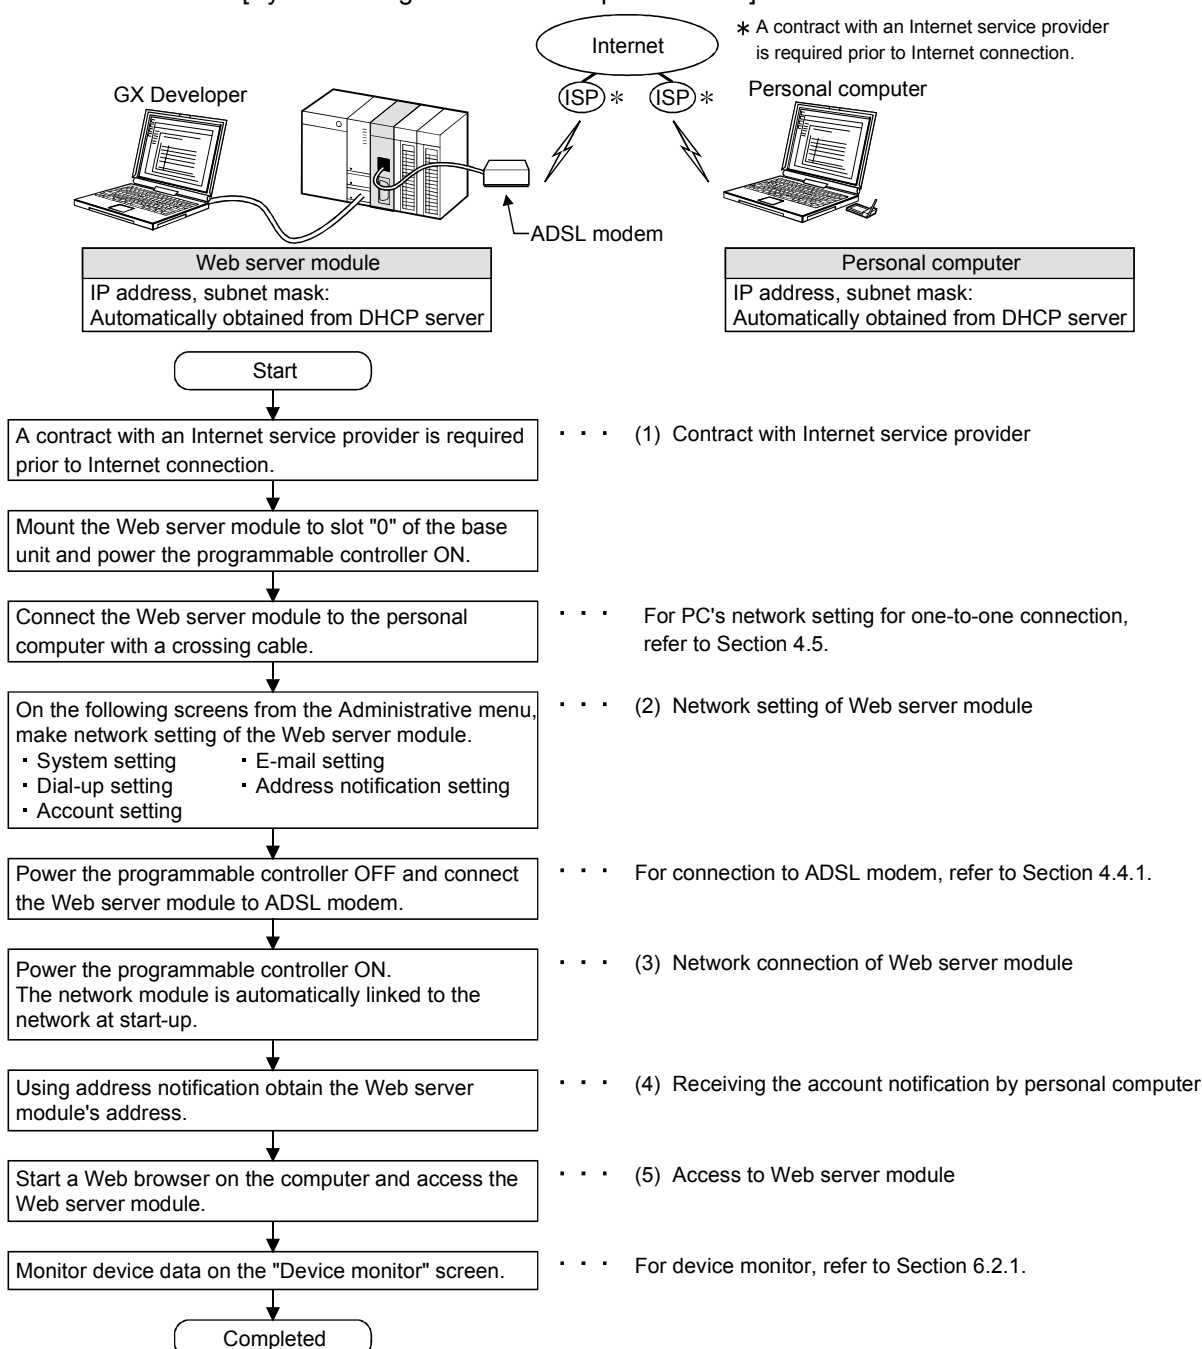 Internet
* A contract with an Internet service provider
is required prior to Internet connection.
ISP *
ISP *
GX Developer
Personal computer
ADSL modem
Web server module
IP address, subnet mask:
Automatically obtained from DHCP server
Personal computer
IP address, subnet mask:
Automatically obtained from DHCP server
Start
A contract with an Internet service provider is required
prior to Internet connection.
· · · (1) Contract with Internet service provider
Mount the Web server module to slot "0" of the base
unit and power the programmable controller ON.
Connect the Web server module to the personal
computer with a crossing cable.
· · · For PC's network setting for one-to-one connection,
refer to Section 4.5.
On the following screens from the Administrative menu,
make network setting of the Web server module.
· System setting · E-mail setting
· Dial-up setting · Address notification setting
· Account setting
· · · (2) Network setting of Web server module
Power the programmable controller OFF and connect
the Web server module to ADSL modem.
· · · For connection to ADSL modem, refer to Section 4.4.1.
Power the programmable controller ON.
The network module is automatically linked to the
network at start-up.
· · · (3) Network connection of Web server module
Using address notification obtain the Web server
module's address.
· · · (4) Receiving the account notification by personal computer
Start a Web browser on the computer and access the
Web server module.
· · · (5) Access to Web server module
Monitor device data on the "Device monitor" screen.
· · · For device monitor, refer to Section 6.2.1.
Completed